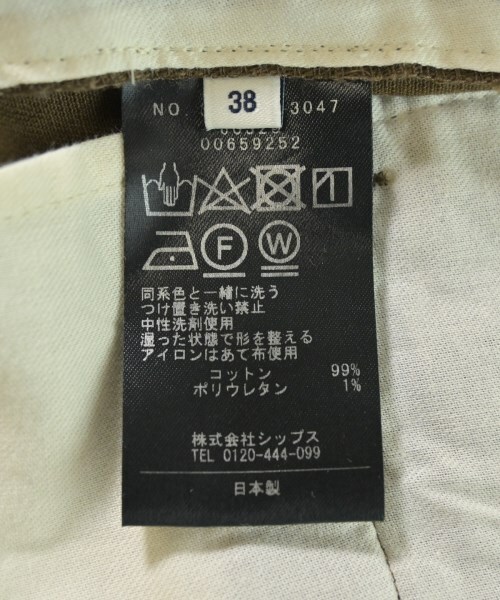 38
NO 3047
00659252
F W
同系色と一緒に洗う
つけ置き洗い禁止
中性洗剤使用
湿った状態で形を整える
アイロンはあて布使用
コットン 99%
ポリウレタン 1%
株式会社シップス
TEL 0120-444-099
日本製